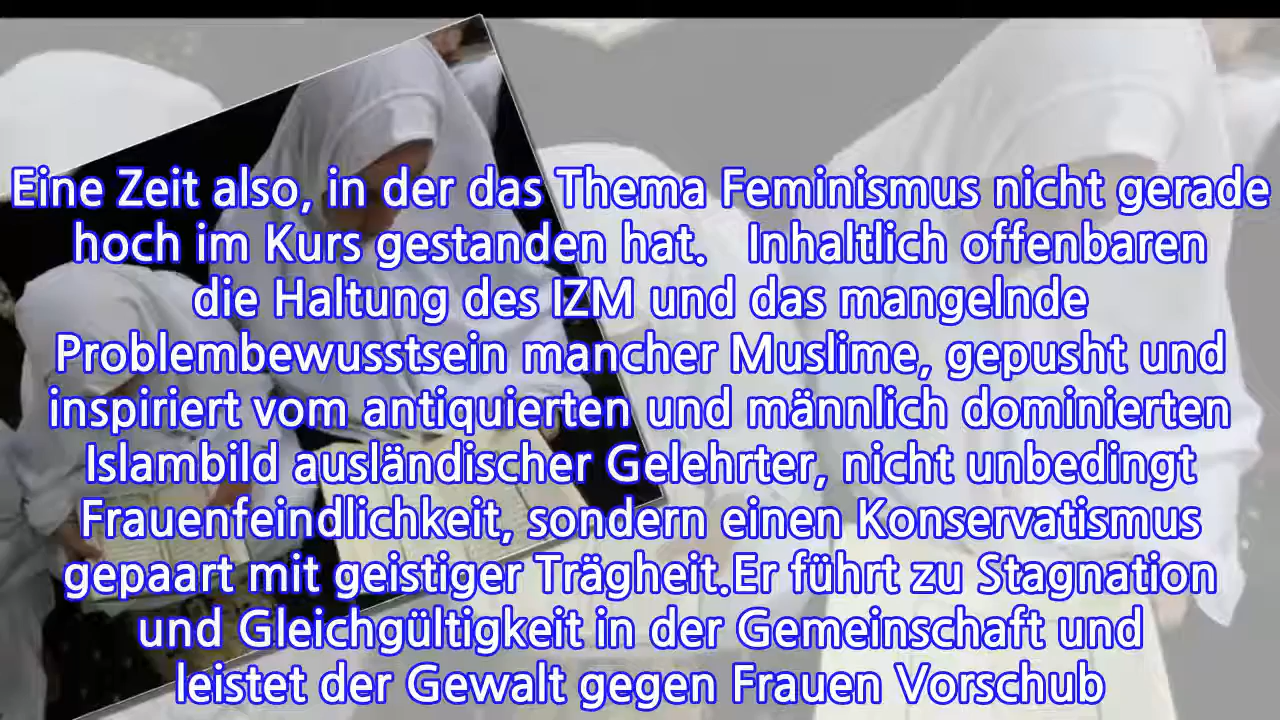 Eine Zeit also, in der das Thema Feminismus nicht gerade
hoch im Kurs gestanden hat.   Inhaltlich offenbaren
die Haltung des IZM und das mangelnde
Problembewusstsein mancher Muslime, gepusht und
inspiriert vom antiquierten und männlich dominierten
Islambild ausländischer Gelehrter, nicht unbedingt
Frauenfeindlichkeit, sondern einen Konservatismus
gepaart mit geistiger Trägheit.Er führt zu Stagnation
und Gleichgültigkeit in der Gemeinschaft und
leistet der Gewalt gegen Frauen Vorschub